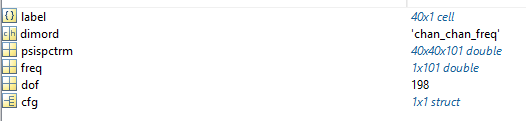 label 40x1 cell
dimord 'chan_chan_freq'
psispctrm 40x40x101 double
freq 1x101 double
dof 198
cfg 1x1 struct